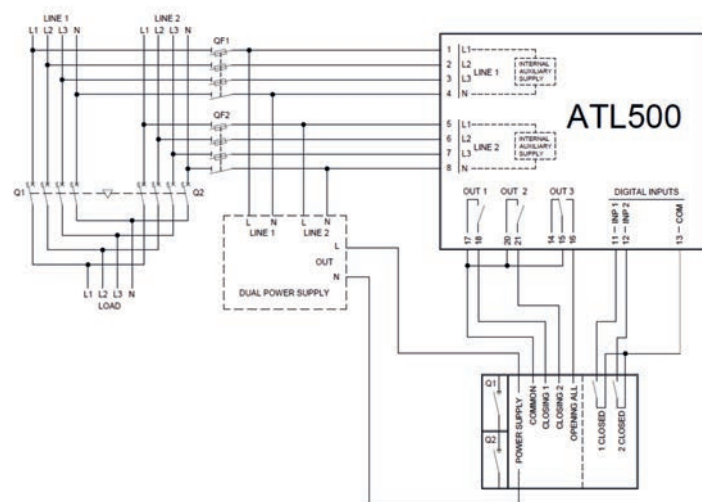 LINE 1 LINE 2
L1 L2 L3 N L1 L2 L3 N
QF1
1 L1
2 L2
3 L3
4 N
LINE 1
INTERNAL
AUXILIARY
SUPPLY
ATL500
QF2
5 L1
6 L2
7 L3
8 N
LINE 2
INTERNAL
AUXILIARY
SUPPLY
Q1 Q2
OUT 1 OUT 2 OUT 3 DIGITAL INPUTS
17
18
20
21
14
15
16
11 INP 1
12 INP 2
13 COM
L N L N
LINE 1 LINE 2
L
OUT
N
DUAL POWER SUPPLY
L1 L2 L3 N
LOAD
Q1
Q2
POWER SUPPLY
COMMON
CLOSING 1
CLOSING 2
OPENING ALL
1 CLOSED
2 CLOSED